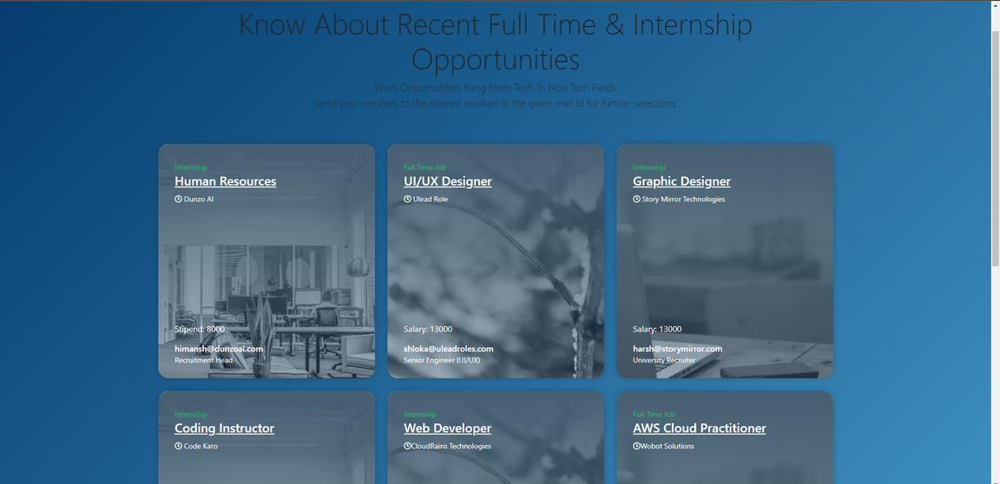 Know About Recent Full Time & Internship
Opportunities
Work Opportunities Rang From Tech To Non Tech Fields
Send your resumes to the desired position in the given mail id for further selections
Internship
Human Resources
Dunzo AI
Stipend: 8000
himansh@dunzoai.com
Recruitment Head
Full Time Job
UI/UX Designer
Ulead Role
Salary: 13000
shloka@uleadroles.com
Senior Engineer (UI/UX)
Internship
Graphic Designer
Story Mirror Technologies
Salary: 13000
harsh@storymirror.com
University Recruiter
Internship
Coding Instructor
Code Karo
Internship
Web Developer
CloudRains Technologies
Full Time Job
AWS Cloud Practitioner
Wobot Solutions